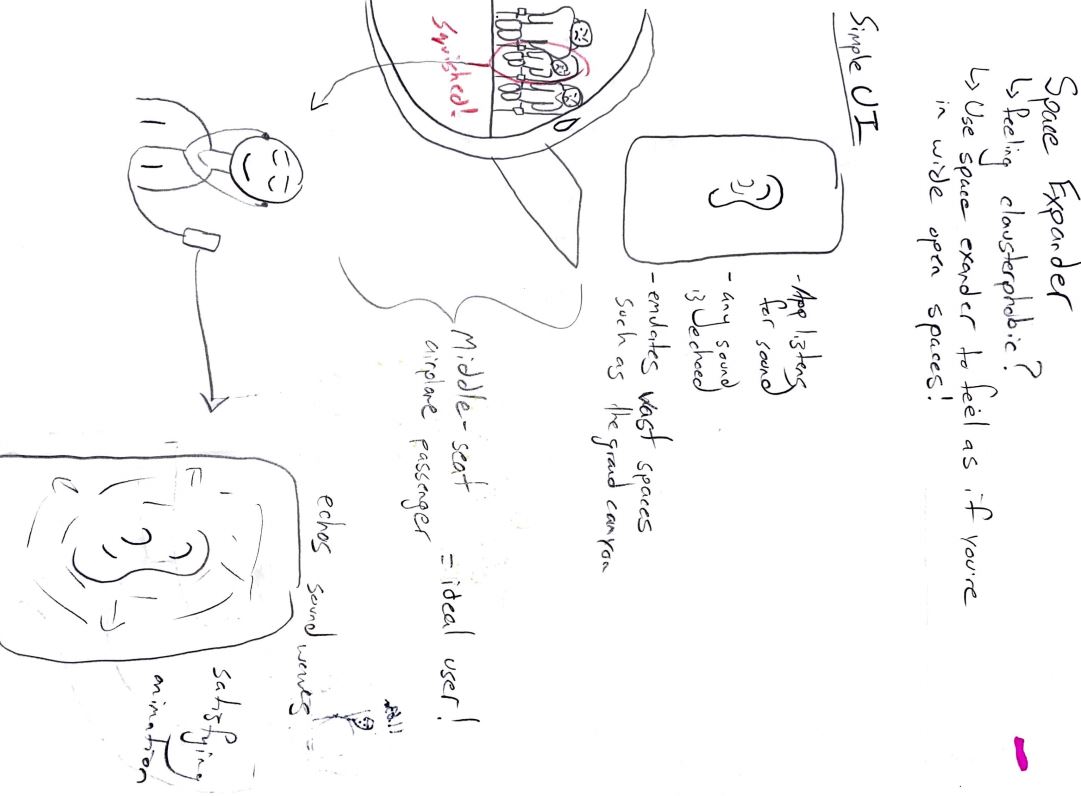 Space Expander
↳ feeling clausterphobic?
↳ Use space exander to feel as if you're
in wide open spaces!
Simple UI
- App listens
for sound
- any sound
is echoed
- emulates vast spaces
such as the grand canyon
Squished!
Middle-seat
airplane passenger
= ideal user!
echos sound waves
satisfying
animation